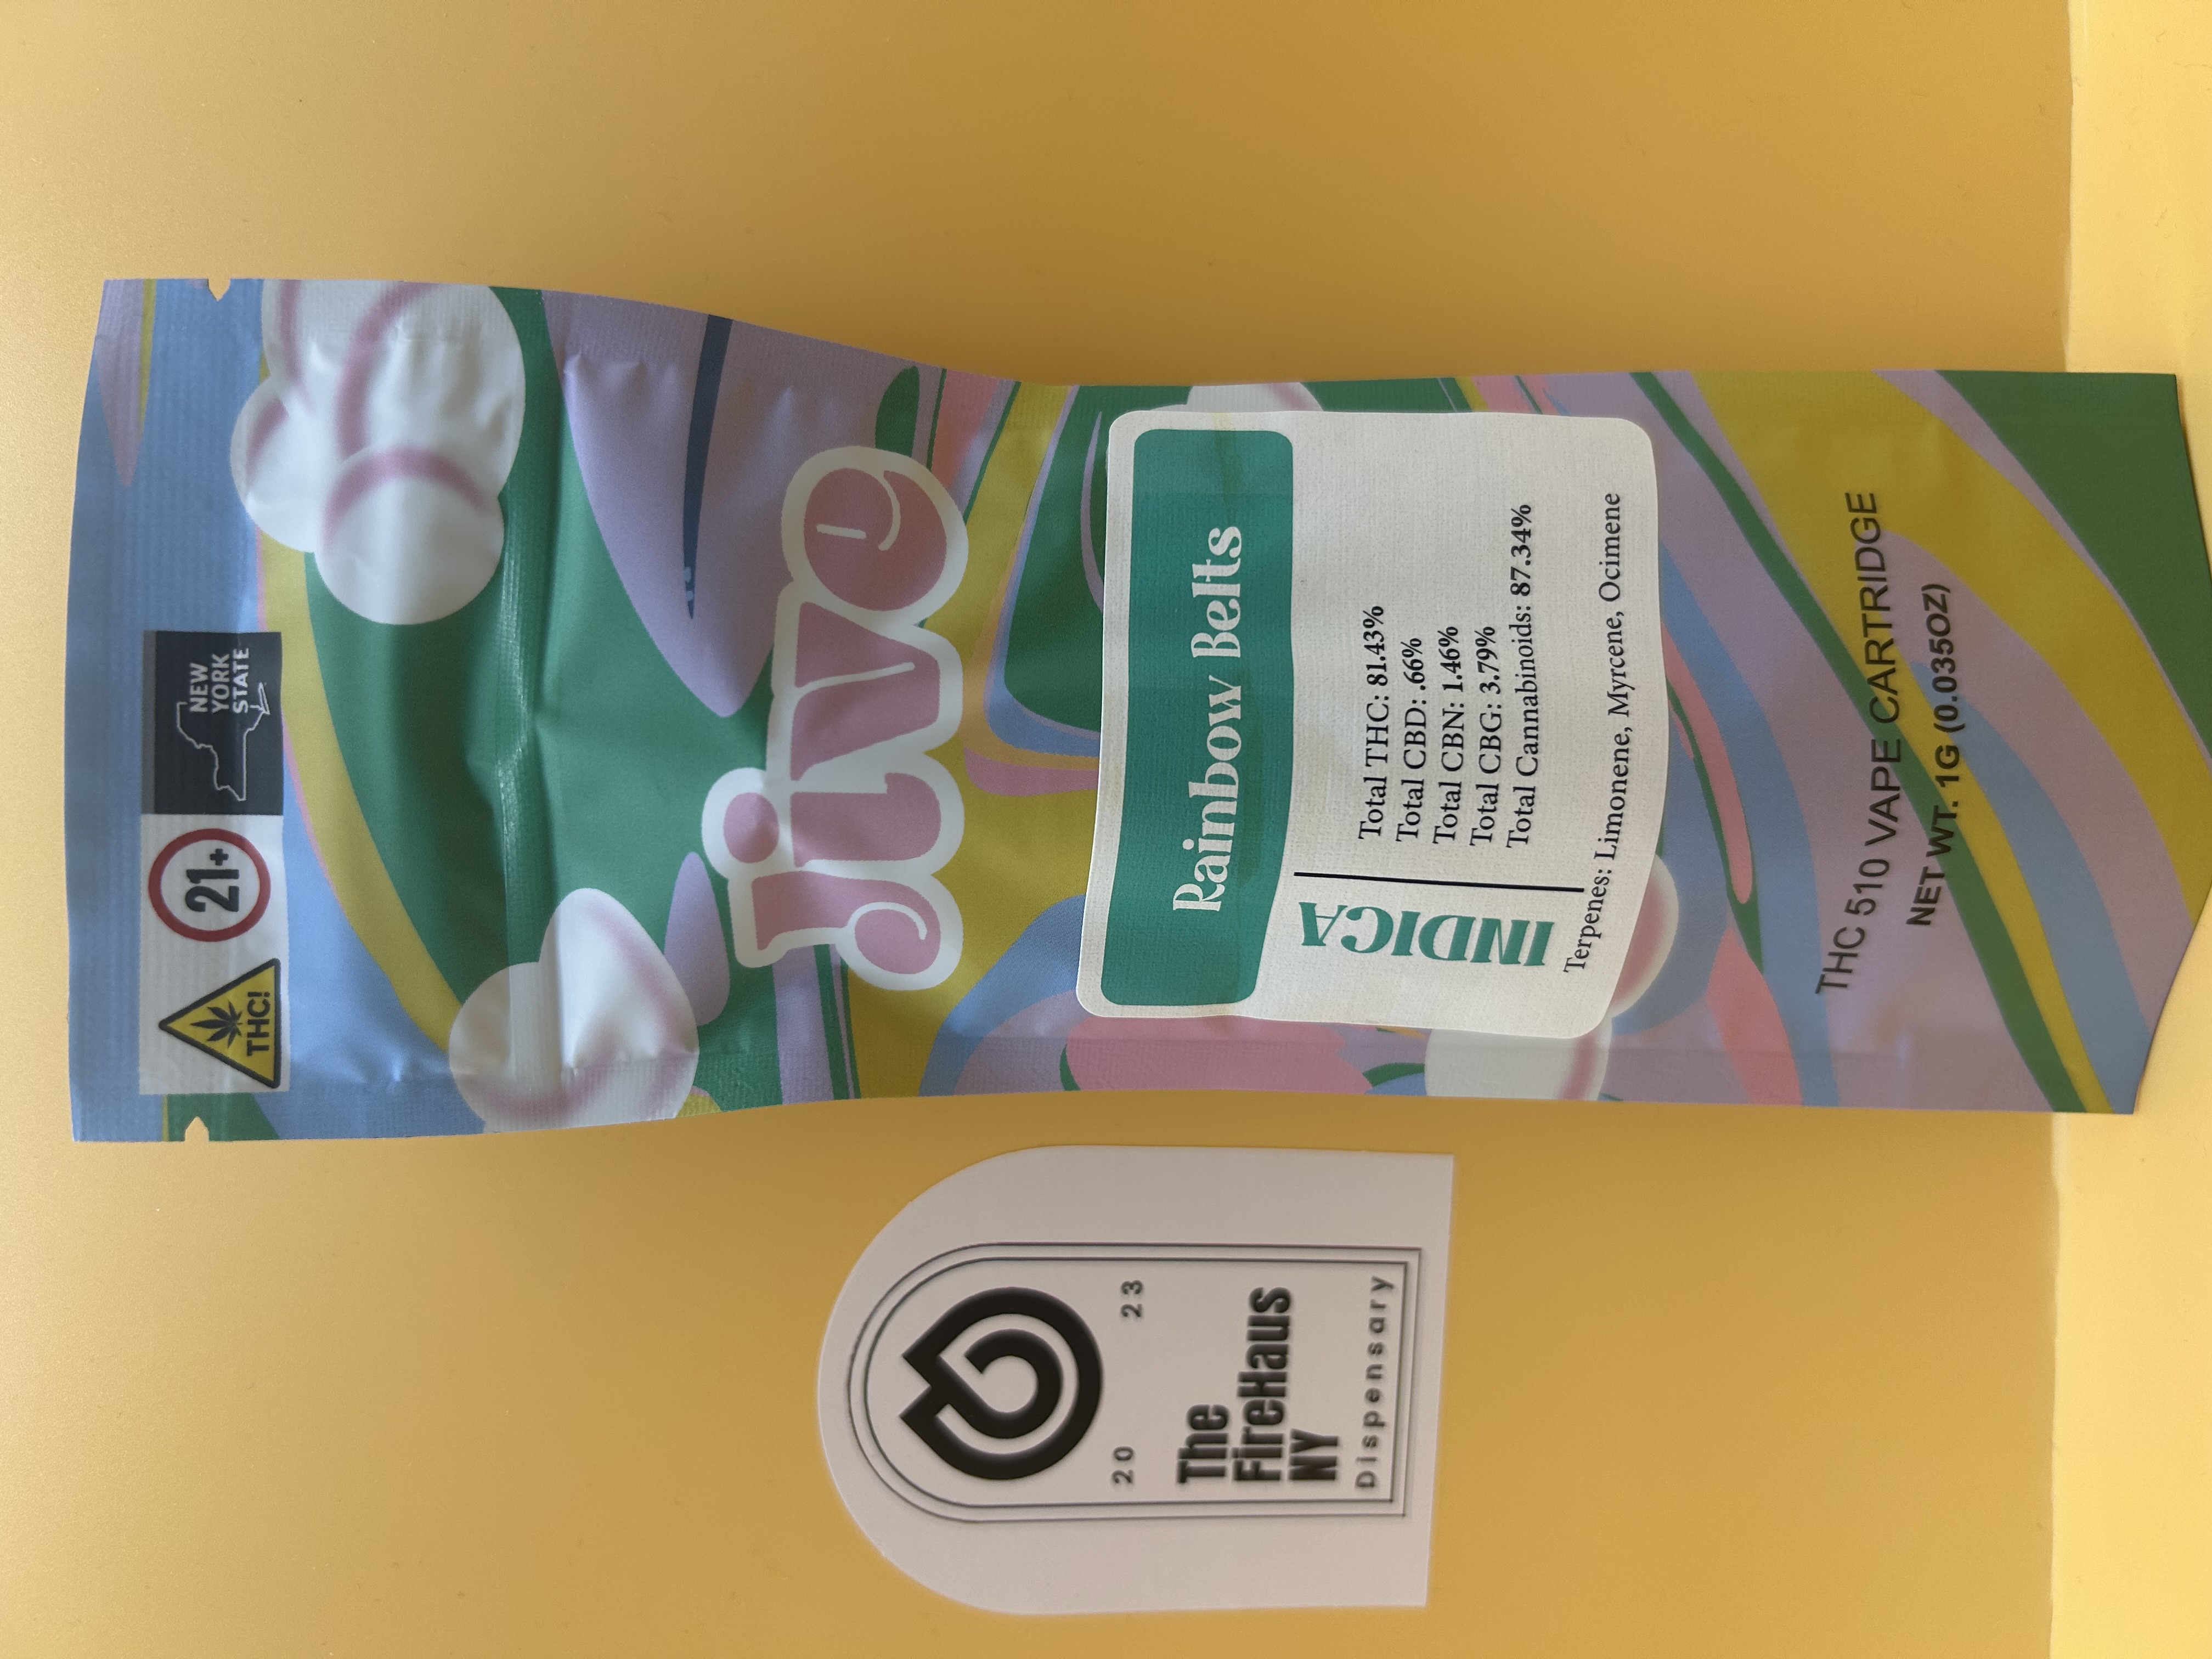 THC!
21+
NEW
YORK
STATE
jive
Rainbow Belts
INDICA
Total THC: 81.43%
Total CBD: .66%
Total CBN: 1.46%
Total CBG: 3.79%
Total Cannabinoids: 87.34%
Terpenes: Limonene, Myrcene, Ocimene
THC 510 VAPE CARTRIDGE
NET WT. 1G (0.035OZ)
20 23
The
FireHaus
NY
Dispensary